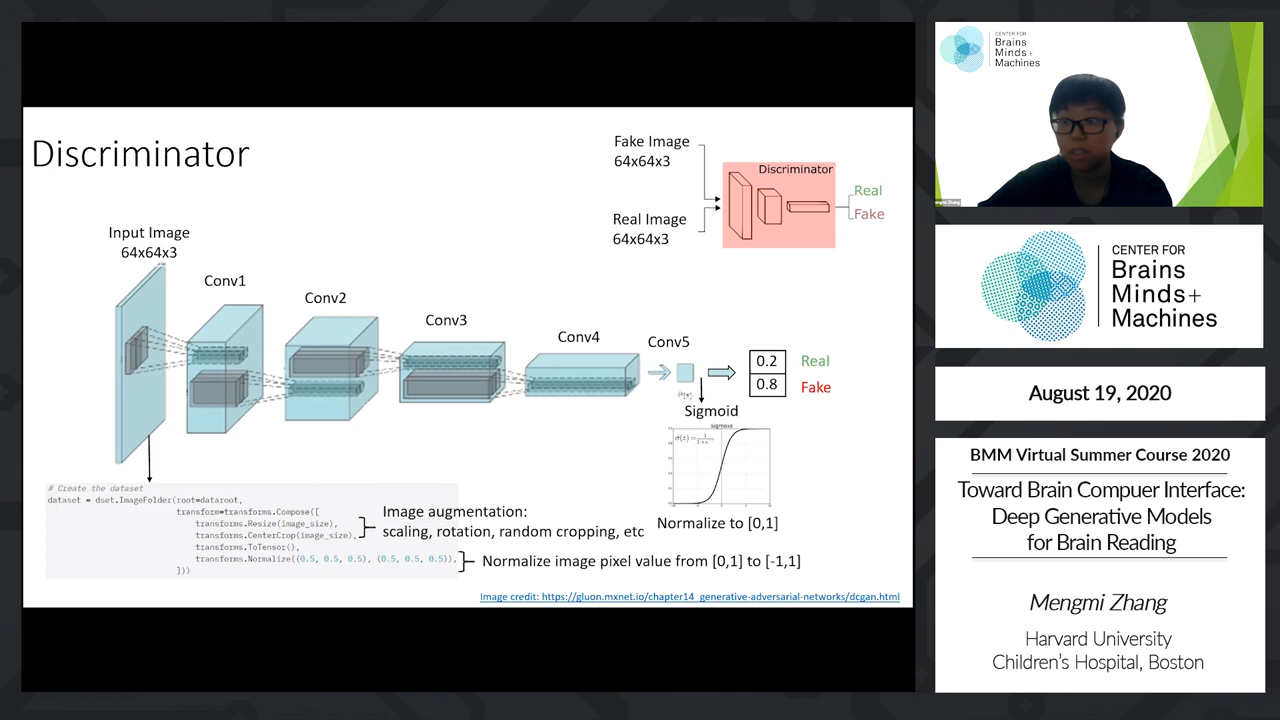 Discriminator
Fake Image
64x64x3
Real Image
64x64x3
Discriminator
Real
Fake
Input Image
64x64x3
Conv1
Conv2
Conv3
Conv4
Conv5
0.2
0.8
Real
Fake
Sigmoid
sigmoid
Normalize to [0,1]
# Create the dataset
dataset = dset.ImageFolder(root=dataroot,
transform=transforms.Compose([
transforms.Resize(image_size),
transforms.CenterCrop(image_size),
transforms.ToTensor(),
transforms.Normalize((0.5, 0.5, 0.5), (0.5, 0.5, 0.5)),
]))
Image augmentation:
scaling, rotation, random cropping, etc
Normalize image pixel value from [0,1] to [-1,1]
Image credit: https://gluon.mxnet.io/chapter14_generative-adversarial-networks/dcgan.html
CENTER FOR
Brains
Minds+
Machines
CENTER FOR
Brains
Minds+
Machines
August 19, 2020
BMM Virtual Summer Course 2020
Toward Brain Compuer Interface:
Deep Generative Models
for Brain Reading
Mengmi Zhang
Harvard University
Children's Hospital, Boston